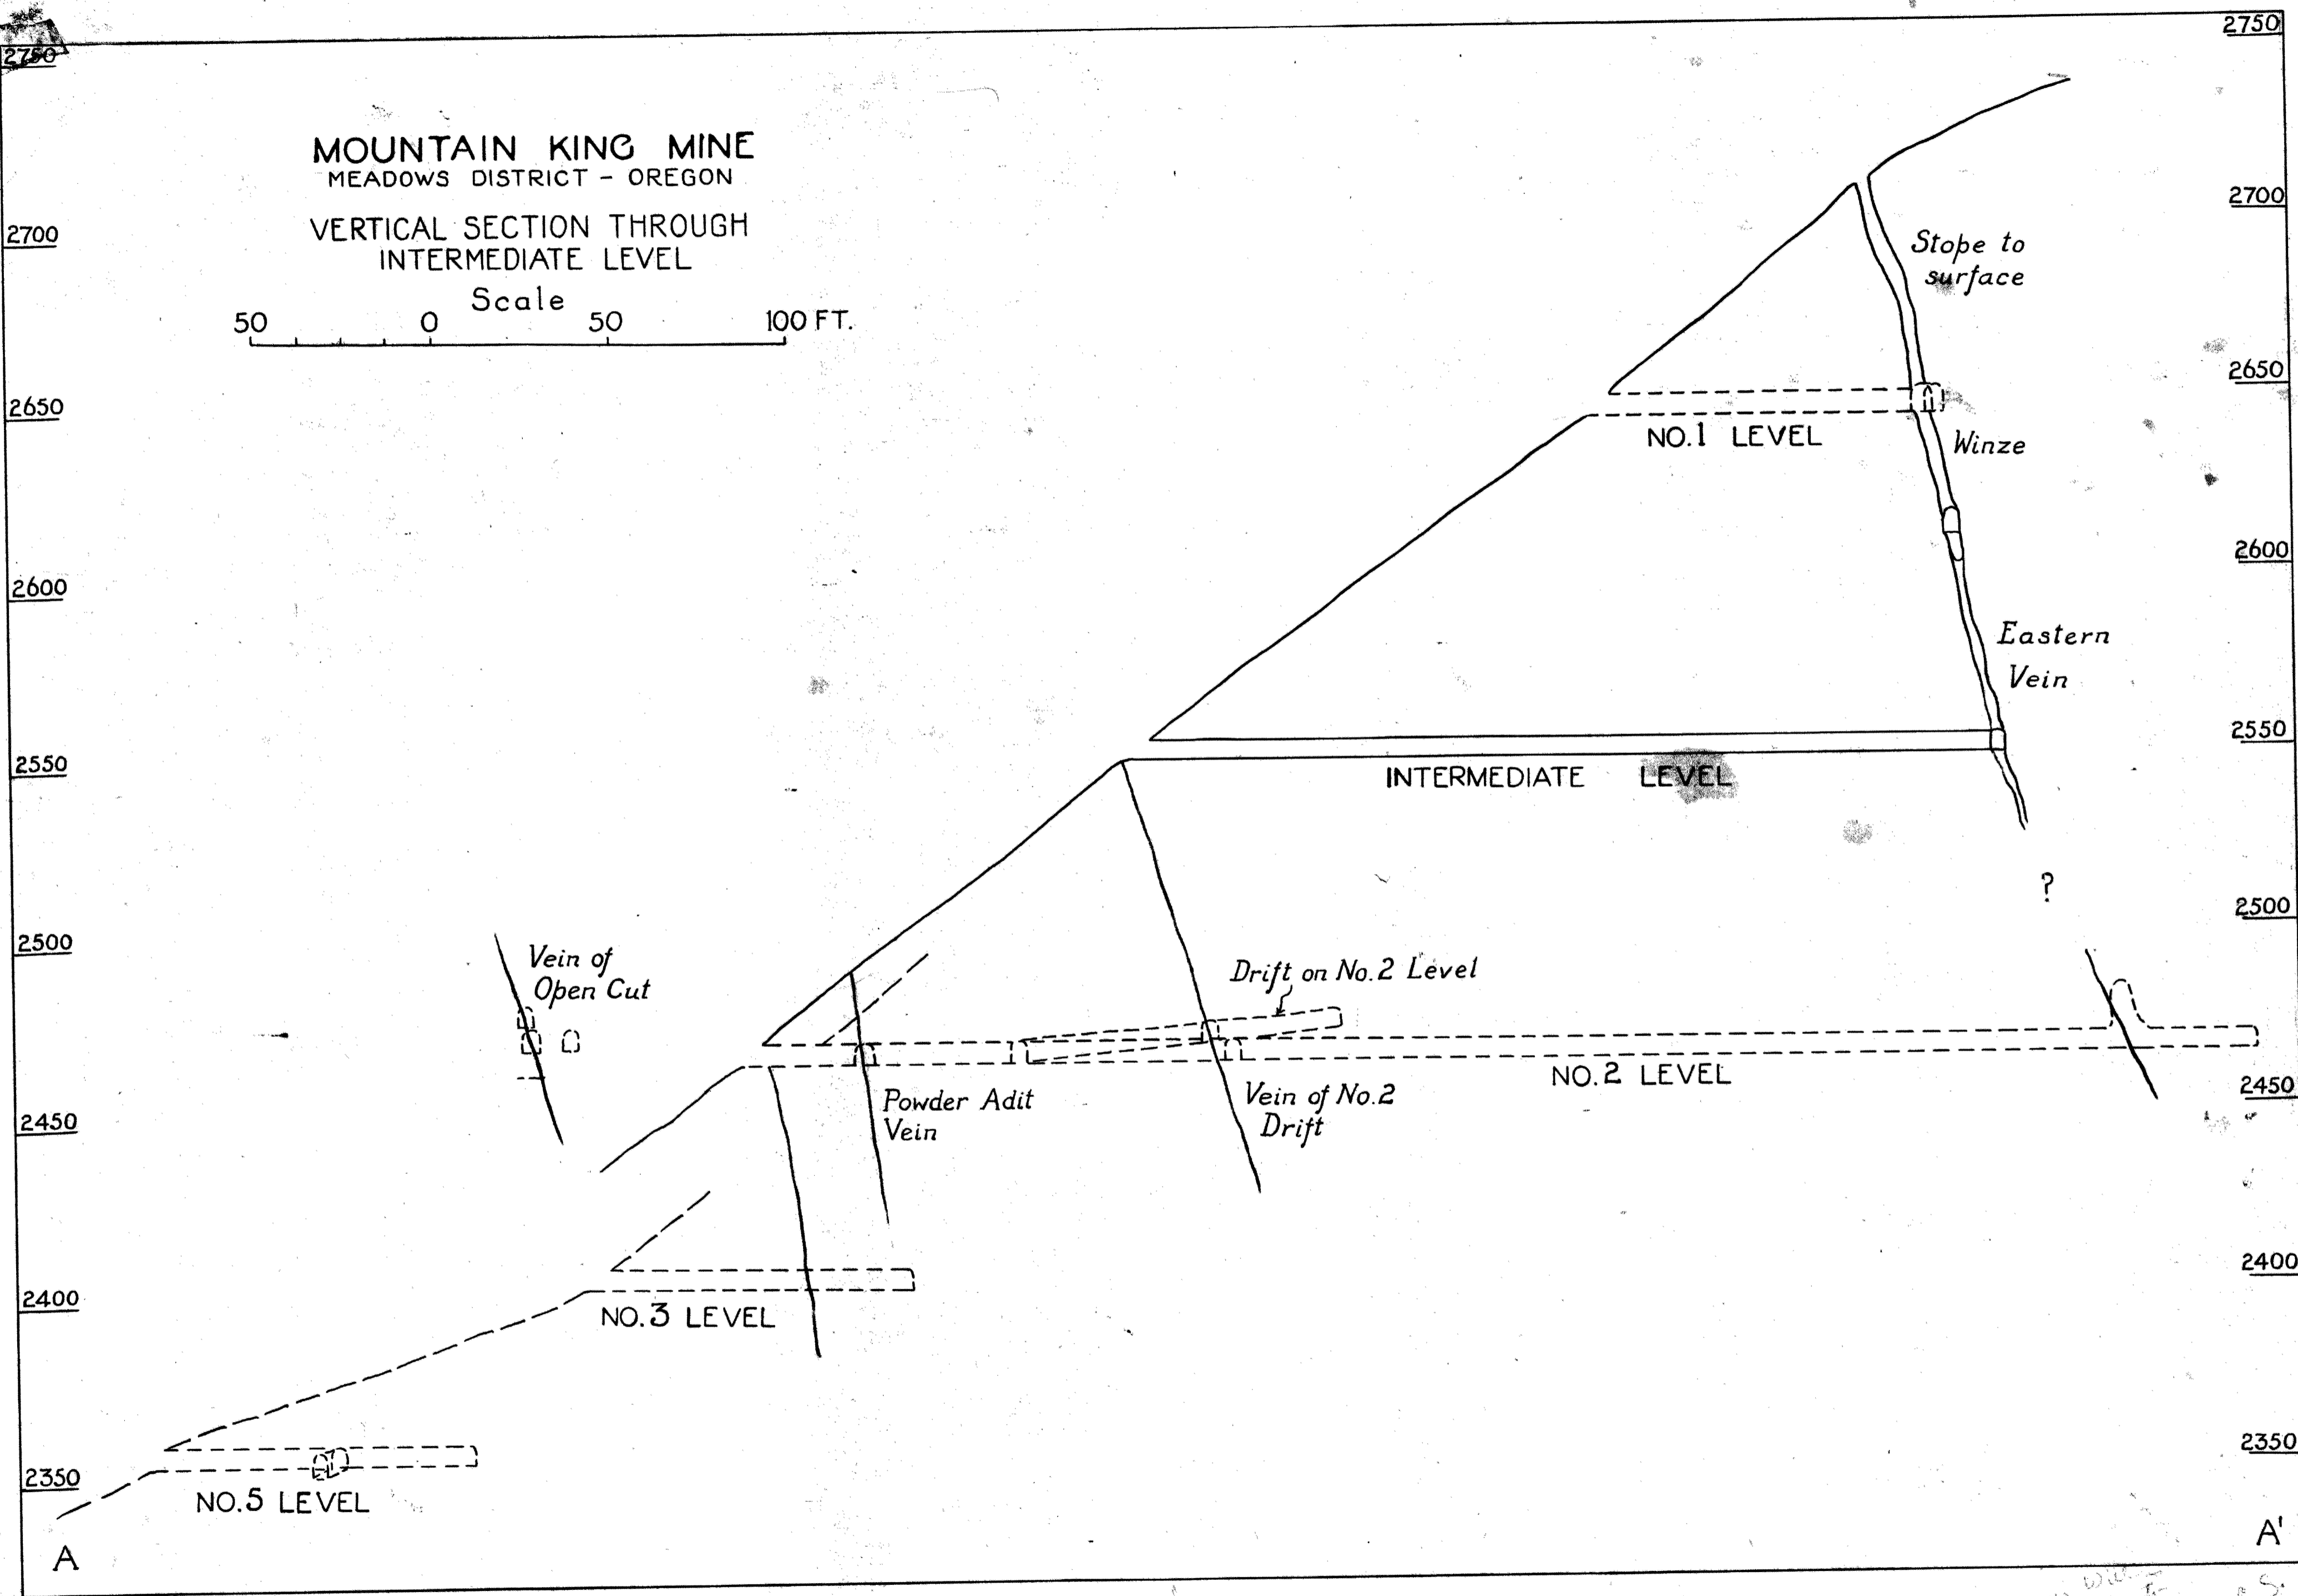 2750
2750
MOUNTAIN KING MINE
MEADOWS DISTRICT - OREGON
VERTICAL SECTION THROUGH
INTERMEDIATE LEVEL
Scale
50 0 50 100 FT.
2700
2700
Stope to
surface
2650
2650
NO.1 LEVEL
Winze
2600
2600
Eastern
Vein
2550
2550
INTERMEDIATE LEVEL
?
2500
2500
Vein of
Open Cut
Drift on No.2 Level
NO.2 LEVEL
2450
2450
Powder Adit
Vein
Vein of No.2
Drift
2400
2400
NO.3 LEVEL
2350
2350
NO.5 LEVEL
A
A'